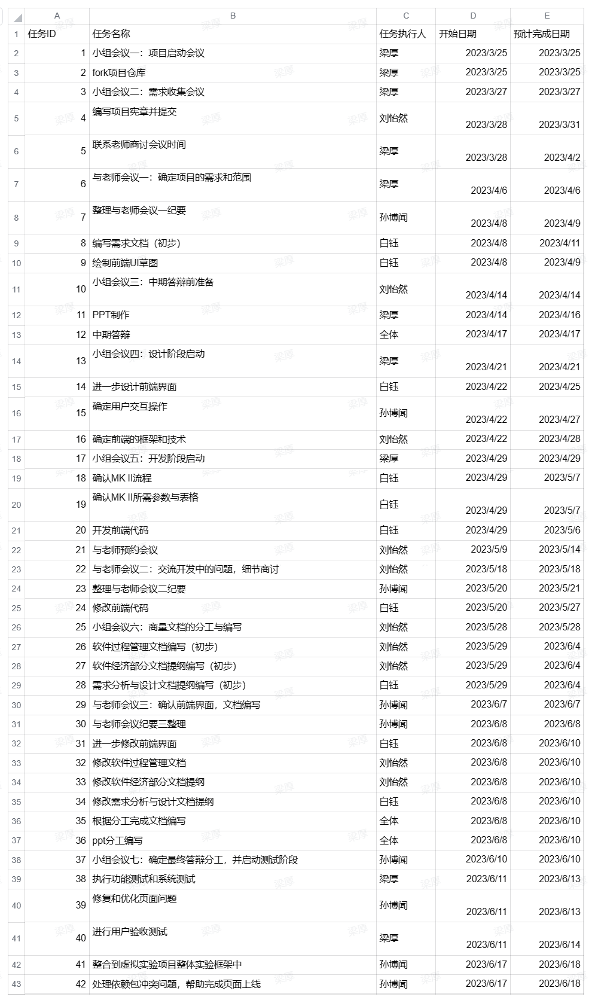 A B C D E
1 任务ID 任务名称 任务执行人 开始日期 预计完成日期
2 1 小组会议一：项目启动会议 梁厚 2023/3/25 2023/3/25
3 2 fork项目仓库 梁厚 2023/3/25 2023/3/25
4 3 小组会议二：需求收集会议 梁厚 2023/3/27 2023/3/27
5 4 编写项目宪章并提交 刘怡然 2023/3/28 2023/3/31
6 5 联系老师商讨会议时间 梁厚 2023/3/28 2023/4/2
7 6 与老师会议一：确定项目的需求和范围 梁厚 2023/4/6 2023/4/6
8 7 整理与老师会议一纪要 孙博闻 2023/4/8 2023/4/9
9 8 编写需求文档（初步） 白钰 2023/4/8 2023/4/11
10 9 绘制前端UI草图 白钰 2023/4/8 2023/4/9
11 10 小组会议三：中期答辩前准备 刘怡然 2023/4/14 2023/4/14
12 11 PPT制作 梁厚 2023/4/14 2023/4/16
13 12 中期答辩 全体 2023/4/17 2023/4/17
14 13 小组会议四：设计阶段启动 梁厚 2023/4/21 2023/4/21
15 14 进一步设计前端界面 白钰 2023/4/22 2023/4/25
16 15 确定用户交互操作 孙博闻 2023/4/22 2023/4/27
17 16 确定前端的框架和技术 刘怡然 2023/4/22 2023/4/28
18 17 小组会议五：开发阶段启动 梁厚 2023/4/29 2023/4/29
19 18 确认MK II流程 白钰 2023/4/29 2023/5/7
20 19 确认MK II所需参数与表格 白钰 2023/4/29 2023/5/7
21 20 开发前端代码 白钰 2023/4/29 2023/5/6
22 21 与老师预约会议 刘怡然 2023/5/9 2023/5/14
23 22 与老师会议二：交流开发中的问题，细节商讨 刘怡然 2023/5/18 2023/5/18
24 23 整理与老师会议二纪要 孙博闻 2023/5/20 2023/5/21
25 24 修改前端代码 白钰 2023/5/20 2023/5/27
26 25 小组会议六：商量文档的分工与编写 刘怡然 2023/5/28 2023/5/28
27 26 软件过程管理文档编写（初步） 刘怡然 2023/5/29 2023/6/4
28 27 软件经济部分文档提纲编写（初步） 刘怡然 2023/5/29 2023/6/4
29 28 需求分析与设计文档提纲编写（初步） 白钰 2023/5/29 2023/6/4
30 29 与老师会议三：确认前端界面，文档编写 孙博闻 2023/6/7 2023/6/7
31 30 与老师会议纪要三整理 孙博闻 2023/6/8 2023/6/8
32 31 进一步修改前端界面 白钰 2023/6/8 2023/6/10
33 32 修改软件过程管理文档 刘怡然 2023/6/8 2023/6/10
34 33 修改软件经济部分文档提纲 刘怡然 2023/6/8 2023/6/10
35 34 修改需求分析与设计文档提纲 白钰 2023/6/8 2023/6/10
36 35 根据分工完成文档编写 全体 2023/6/8 2023/6/10
37 36 ppt分工编写 全体 2023/6/8 2023/6/10
38 37 小组会议七：确定最终答辩分工，并启动测试阶段 孙博闻 2023/6/10 2023/6/10
39 38 执行功能测试和系统测试 梁厚 2023/6/11 2023/6/13
40 39 修复和优化页面问题 孙博闻 2023/6/11 2023/6/13
41 40 进行用户验收测试 梁厚 2023/6/11 2023/6/14
42 41 整合到虚拟实验项目整体实验框架中 孙博闻 2023/6/17 2023/6/18
43 42 处理依赖包冲突问题，帮助完成页面上线 孙博闻 2023/6/17 2023/6/18